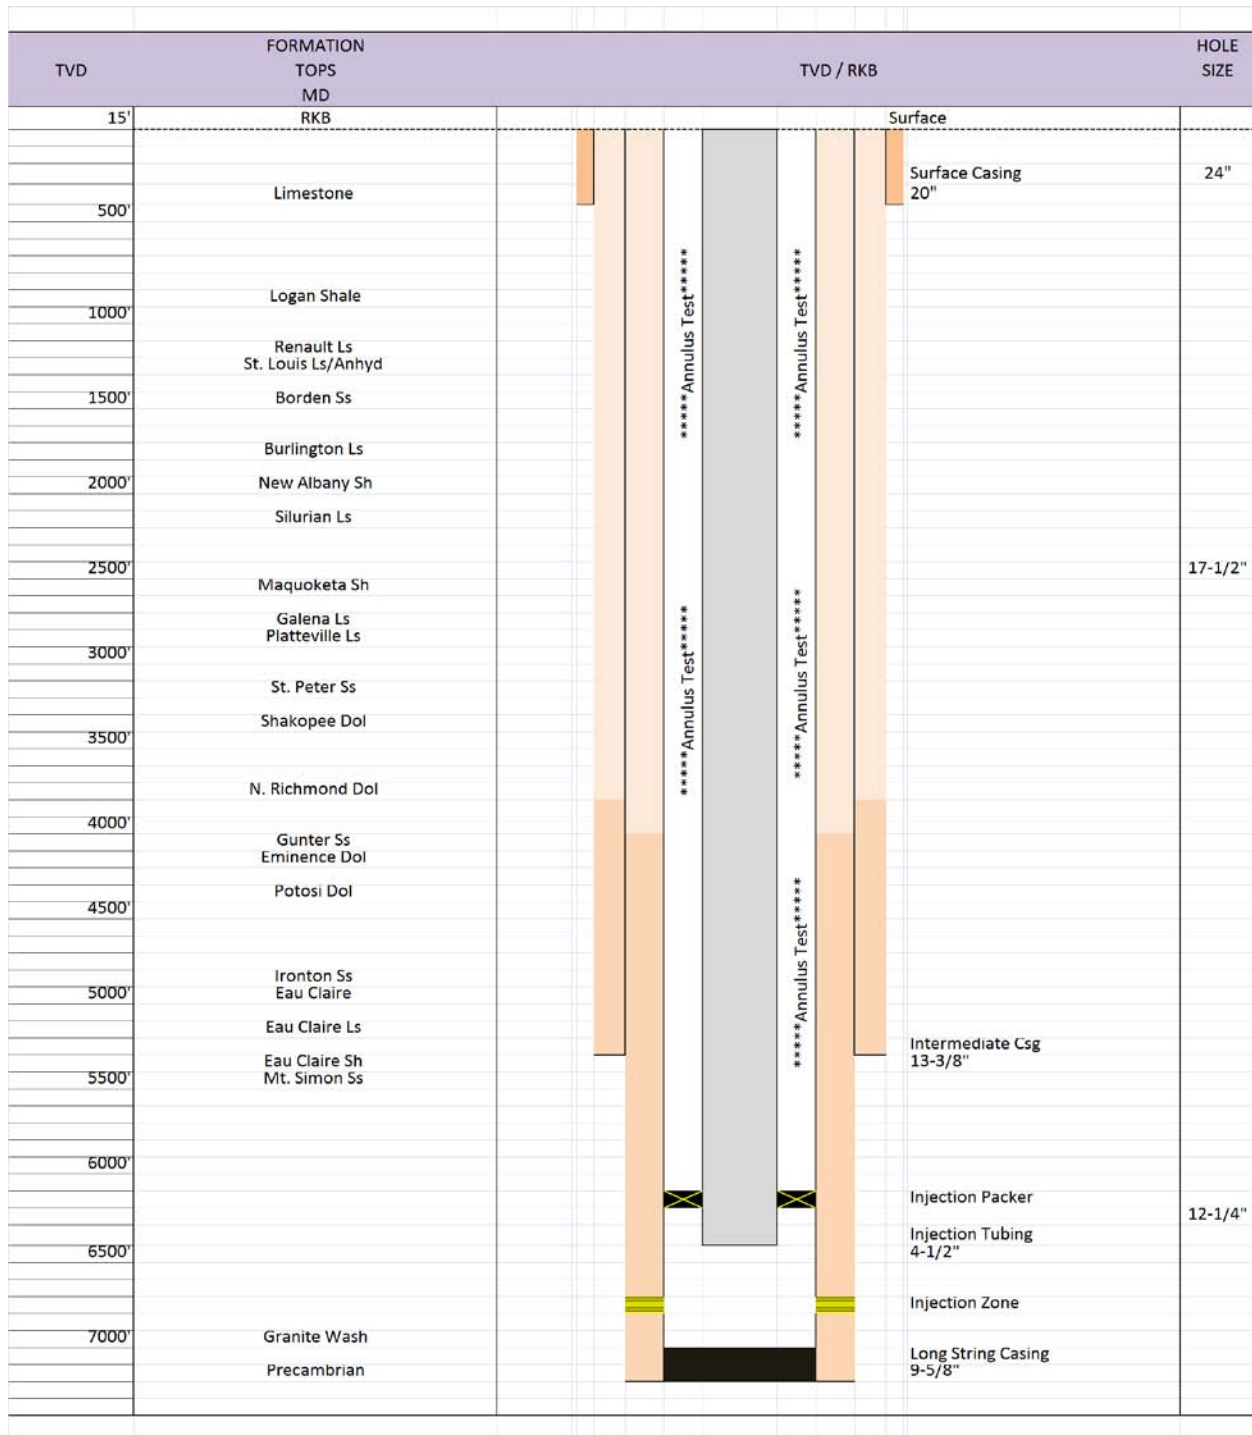 FORMATION
HOLE
TVD
TOPS
TVD / RKB
SIZE
MD
15'
RKB
Surface
Surface Casing
24"
Limestone
20"
500'
*****Annulus Test*****
*****Annulus Test*****
Logan Shale
1000'
Renault Ls
St. Louis Ls/Anhyd
1500'
Borden Ss
Burlington Ls
2000'
New Albany Sh
Silurian Ls
2500'
17-1/2"
Maquoketa Sh
*****Annulus Test*****
*****Annulus Test*****
Galena Ls
Platteville Ls
3000'
St. Peter Ss
Shakopee Dol
3500'
N. Richmond Dol
4000'
Gunter Ss
Eminence Dol
*****Annulus Test*****
Potosi Dol
4500'
Ironton Ss
5000'
Eau Claire
Eau Claire Ls
Intermediate Csg
Eau Claire Sh
13-3/8"
5500'
Mt. Simon Ss
6000'
Injection Packer
12-1/4"
Injection Tubing
6500'
4-1/2"
Injection Zone
7000'
Granite Wash
Long String Casing
Precambrian
9-5/8"